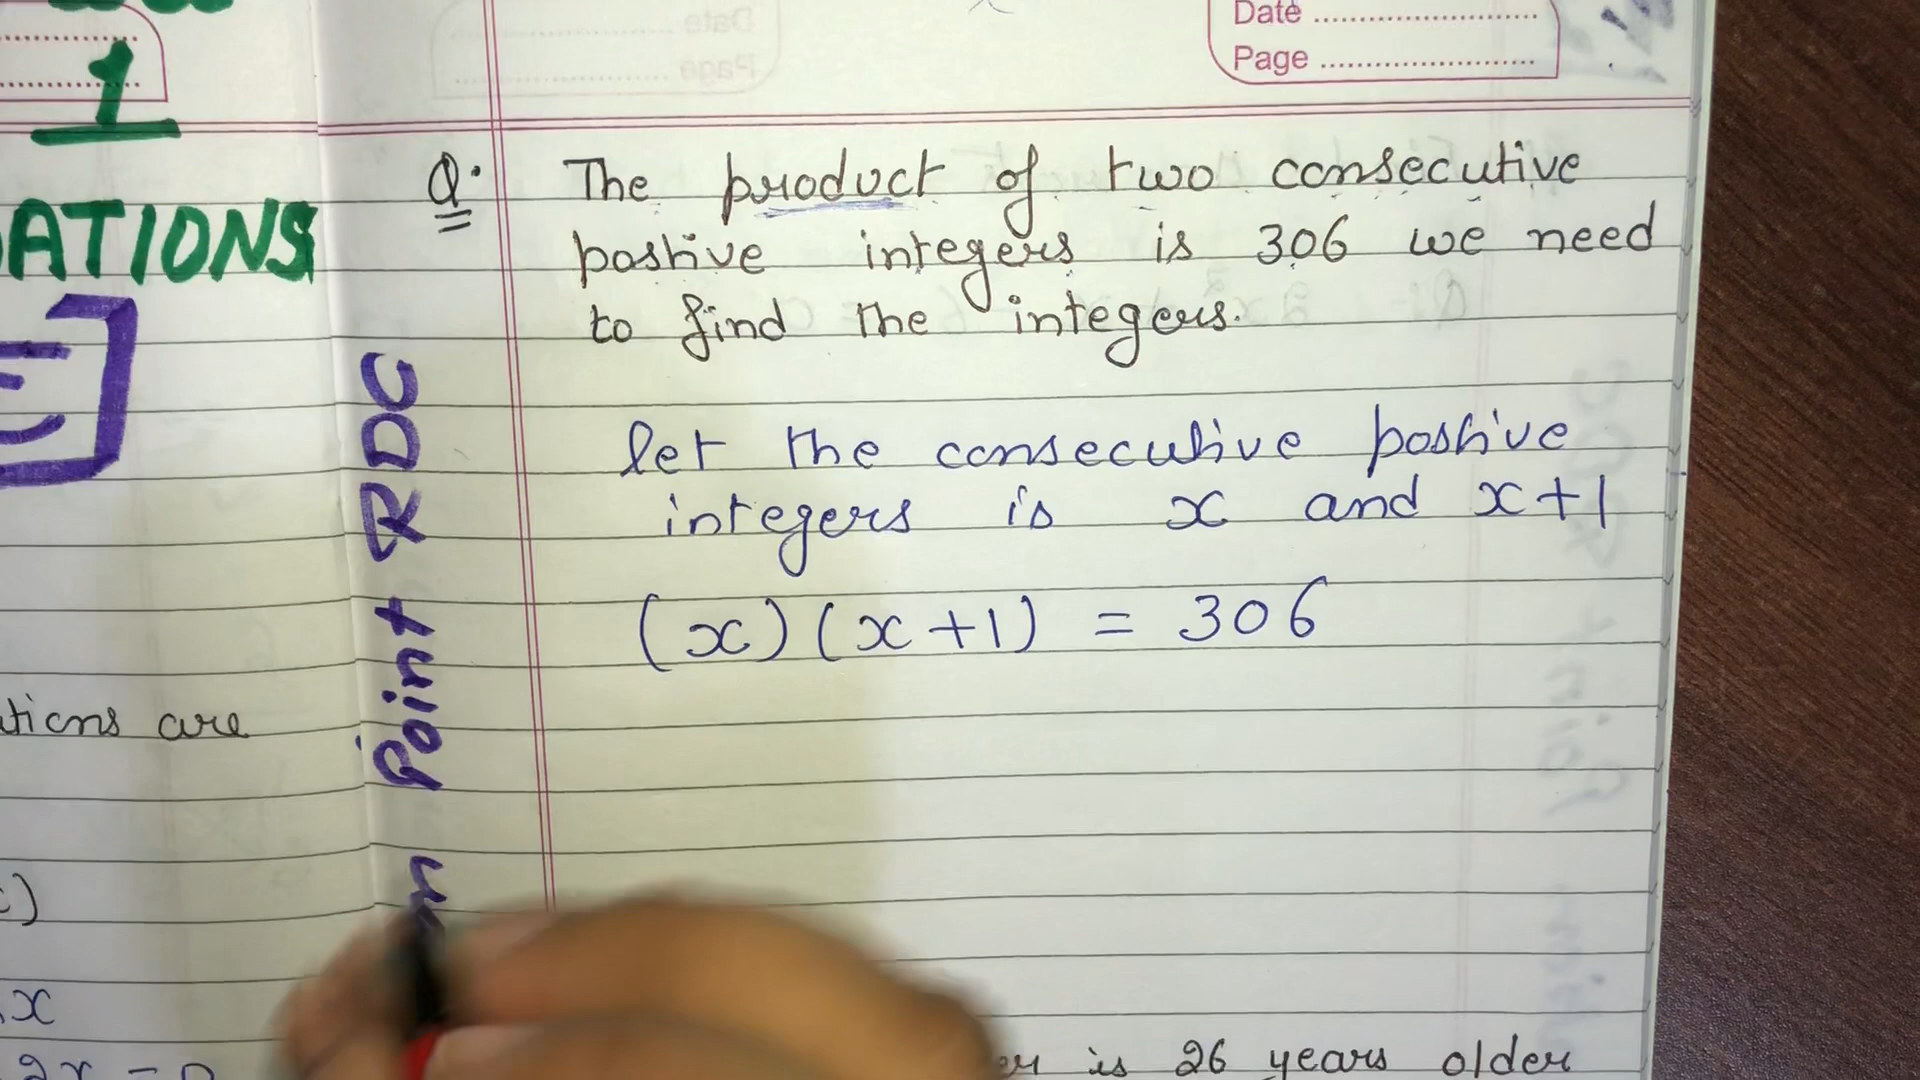 Date
Page
1
ATIONS
Q. The product of two consecutive
positive integers is 306 we need
to find the integers.
let the consecutive positive
integers is x and x+1
(x)(x+1) = 306
Point RDC
are
x
is 26 years older